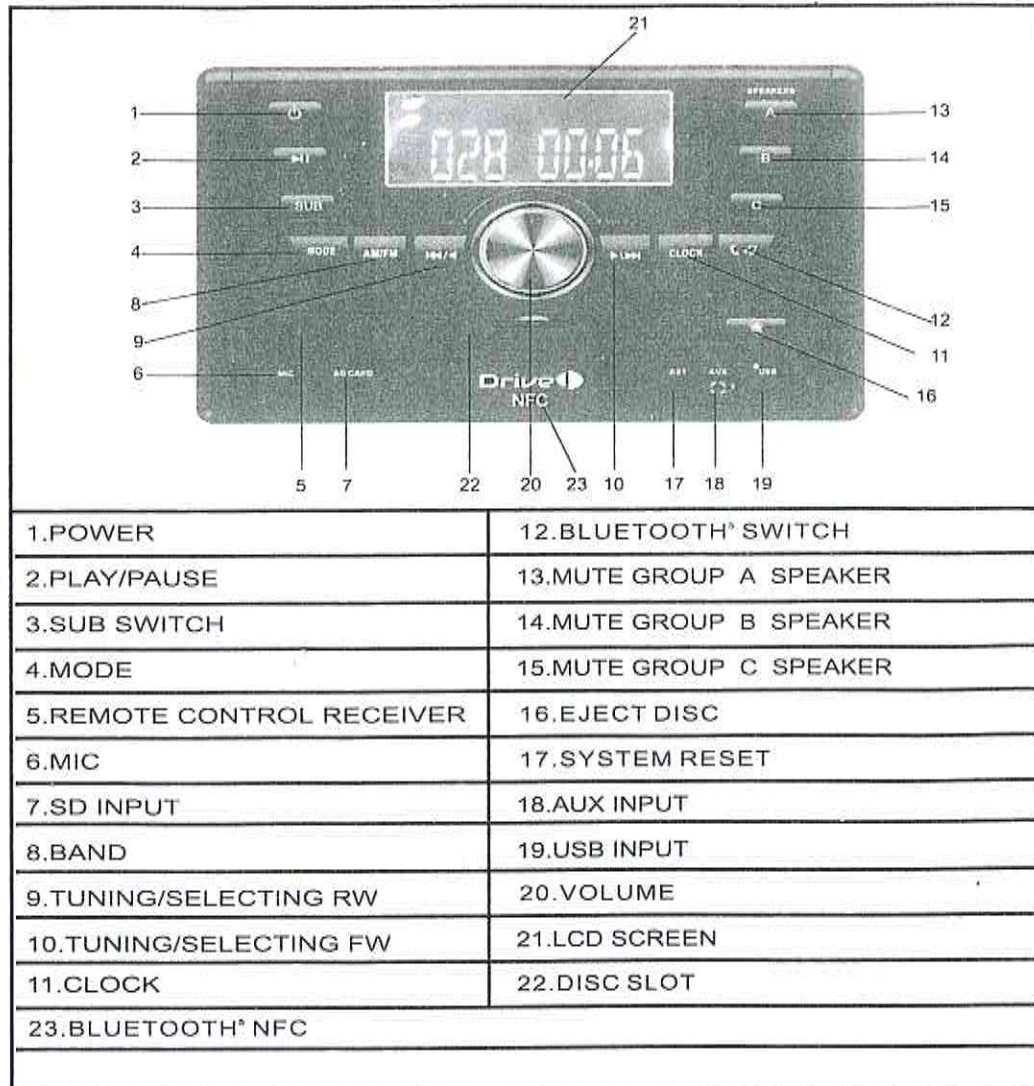 21
1
2
3
4
8
9
6
13
14
15
12
11
16
SPEAKERS
A
B
C
SUB
MODE
AM/FM
CLOCK
028 00:06
MIC
SD CARD
Drive
NFC
AUX
USB
5
7
22
20
23
10
17
18
19
1.POWER
12.BLUETOOTH® SWITCH
2.PLAY/PAUSE
13.MUTE GROUP A SPEAKER
3.SUB SWITCH
14.MUTE GROUP B SPEAKER
4.MODE
15.MUTE GROUP C SPEAKER
5.REMOTE CONTROL RECEIVER
16.EJECT DISC
6.MIC
17.SYSTEM RESET
7.SD INPUT
18.AUX INPUT
8.BAND
19.USB INPUT
9.TUNING/SELECTING RW
20.VOLUME
10.TUNING/SELECTING FW
21.LCD SCREEN
11.CLOCK
22.DISC SLOT
23.BLUETOOTH® NFC